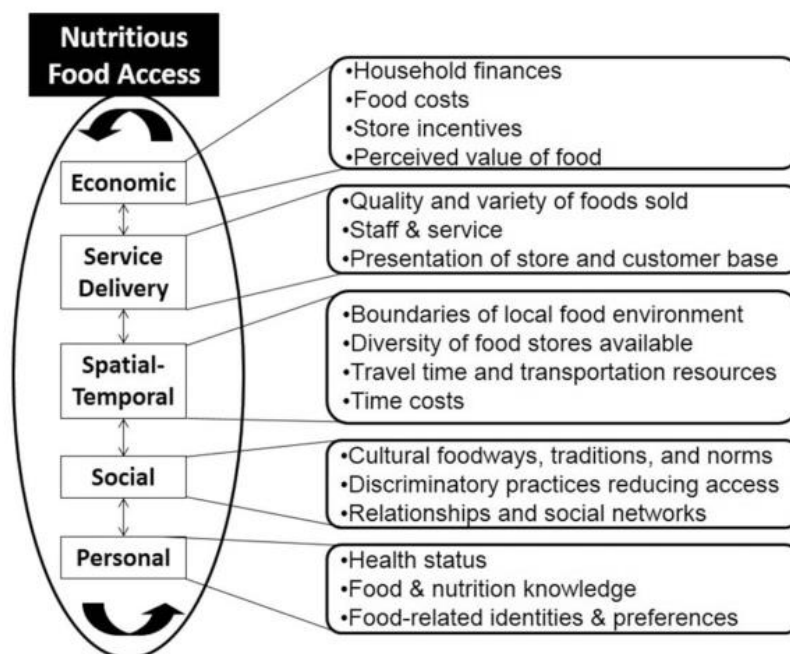 Nutritious
Food Access
Economic
•Household finances
•Food costs
•Store incentives
•Perceived value of food
Service
Delivery
•Quality and variety of foods sold
•Staff & service
•Presentation of store and customer base
Spatial-
Temporal
•Boundaries of local food environment
•Diversity of food stores available
•Travel time and transportation resources
•Time costs
Social
•Cultural foodways, traditions, and norms
•Discriminatory practices reducing access
•Relationships and social networks
Personal
•Health status
•Food & nutrition knowledge
•Food-related identities & preferences